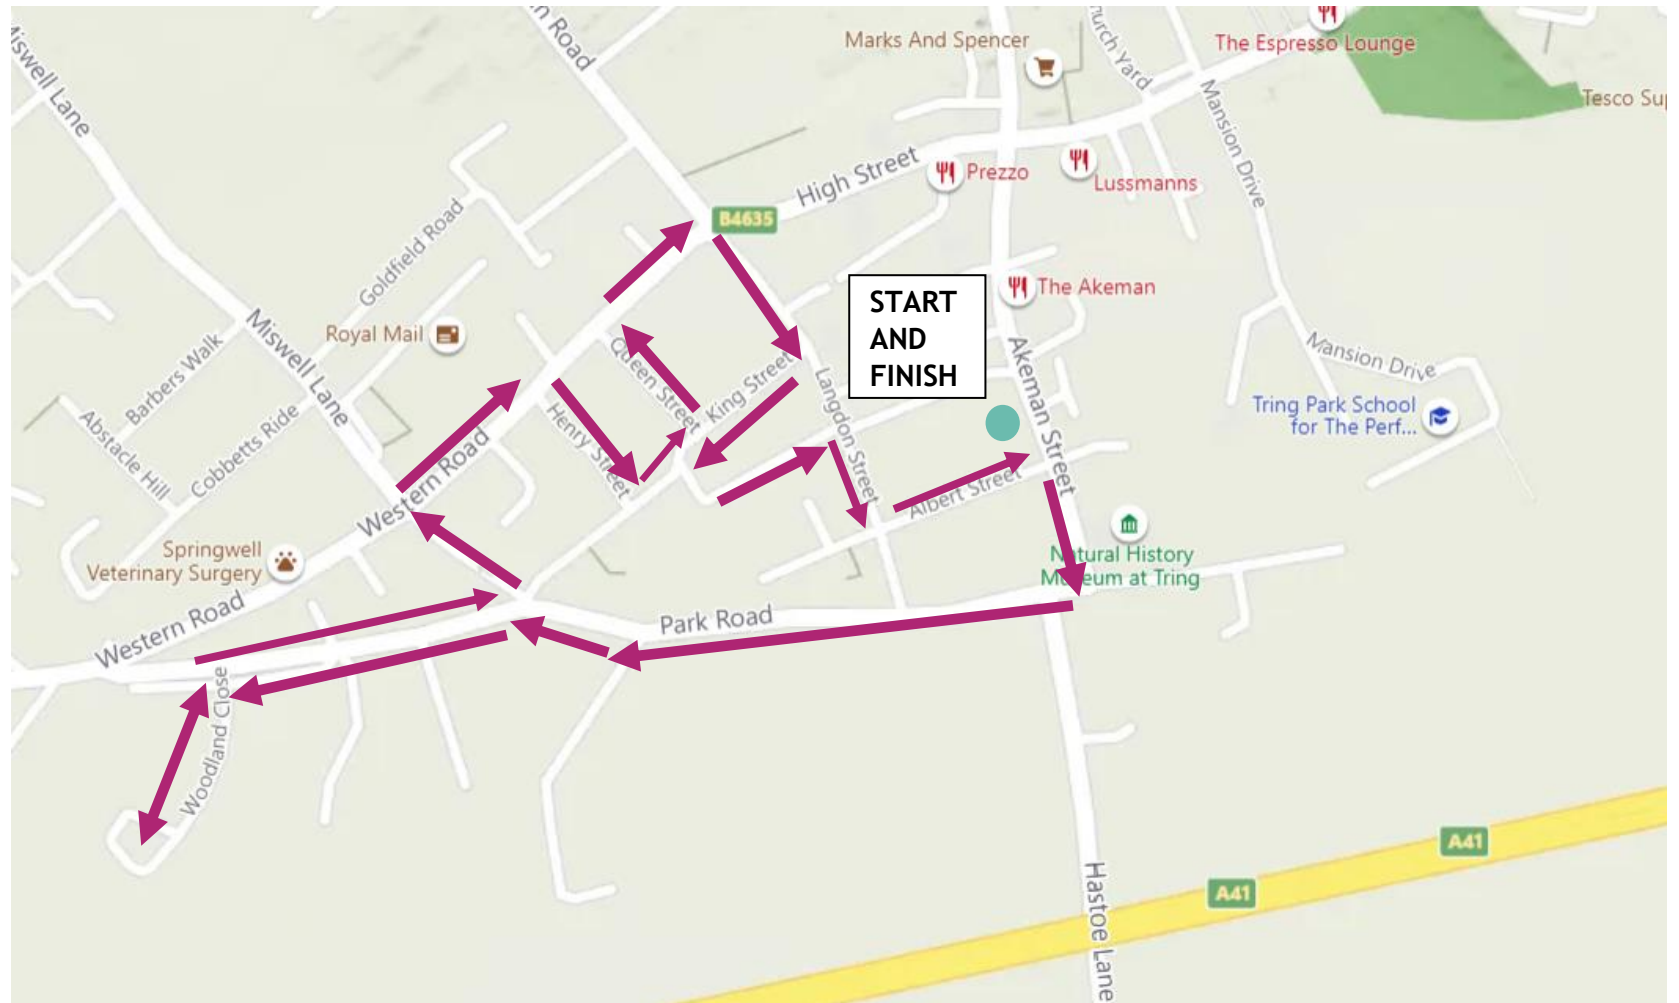 n Road
Marks And Spencer
The Espresso Lounge
Miswell Lane
hurch Yard
Tesco Su
Mansion Drive
High Street
Prezzo
Lussmanns
B4635
Goldfield Road
START
AND
FINISH
The Akeman
Royal Mail
Miswell Lane
Barbers Walk
Queen Street
King Street
Langdon Street
Akeman Street
Mansion Drive
Tring Park School
for The Perf...
Abstacle Hill
Cobbetts Ride
Henry Street
Western Road
Albert Street
Springwell
Veterinary Surgery
Natural History
Museum at Tring
Western Road
Park Road
Woodland Close
A41
A41
Hastoe Lane